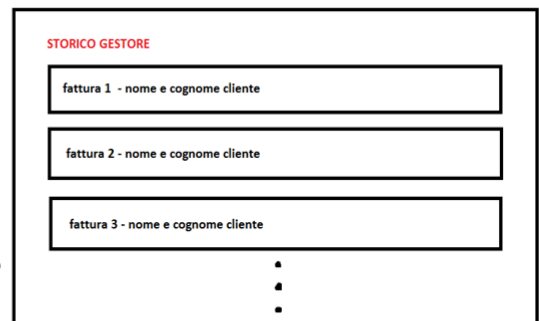 STORICO GESTORE
fattura 1 - nome e cognome cliente
fattura 2 - nome e cognome cliente
fattura 3 - nome e cognome cliente